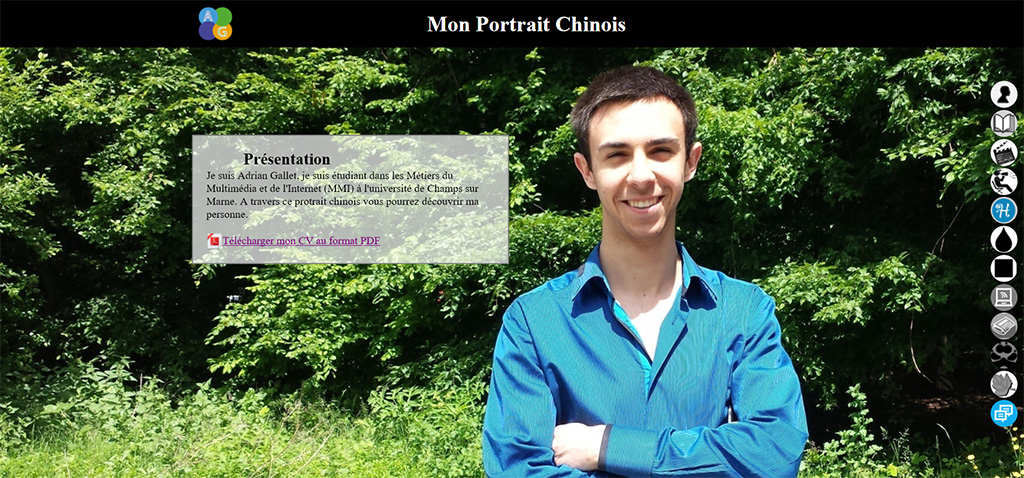 A
G
Mon Portrait Chinois
Présentation
Je suis Adrian Gallet, je suis étudiant dans les Métiers du
Multimédia et de l'Internet (MMI) à l'université de Champs sur
Marne. A travers ce protrait chinois vous pourrez découvrir ma
personne.
Télécharger mon CV au format PDF
H